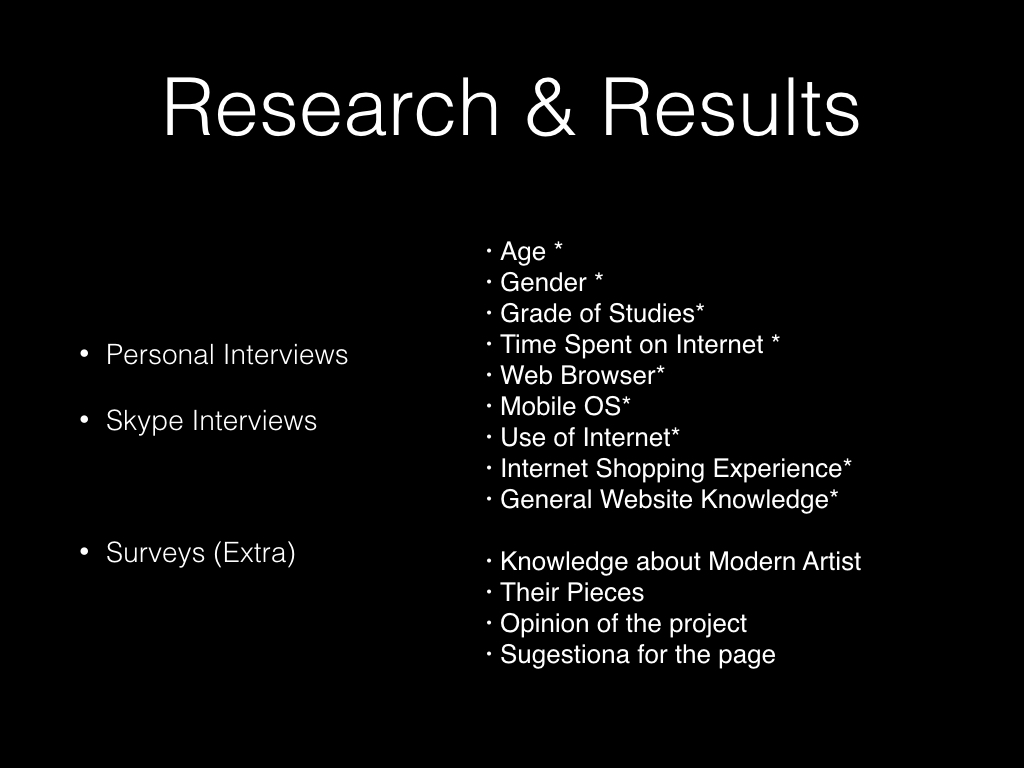 Research & Results
• Personal Interviews
• Skype Interviews
• Surveys (Extra)
· Age *
· Gender *
· Grade of Studies*
· Time Spent on Internet *
· Web Browser*
· Mobile OS*
· Use of Internet*
· Internet Shopping Experience*
· General Website Knowledge*
· Knowledge about Modern Artist
· Their Pieces
· Opinion of the project
· Sugestiona for the page